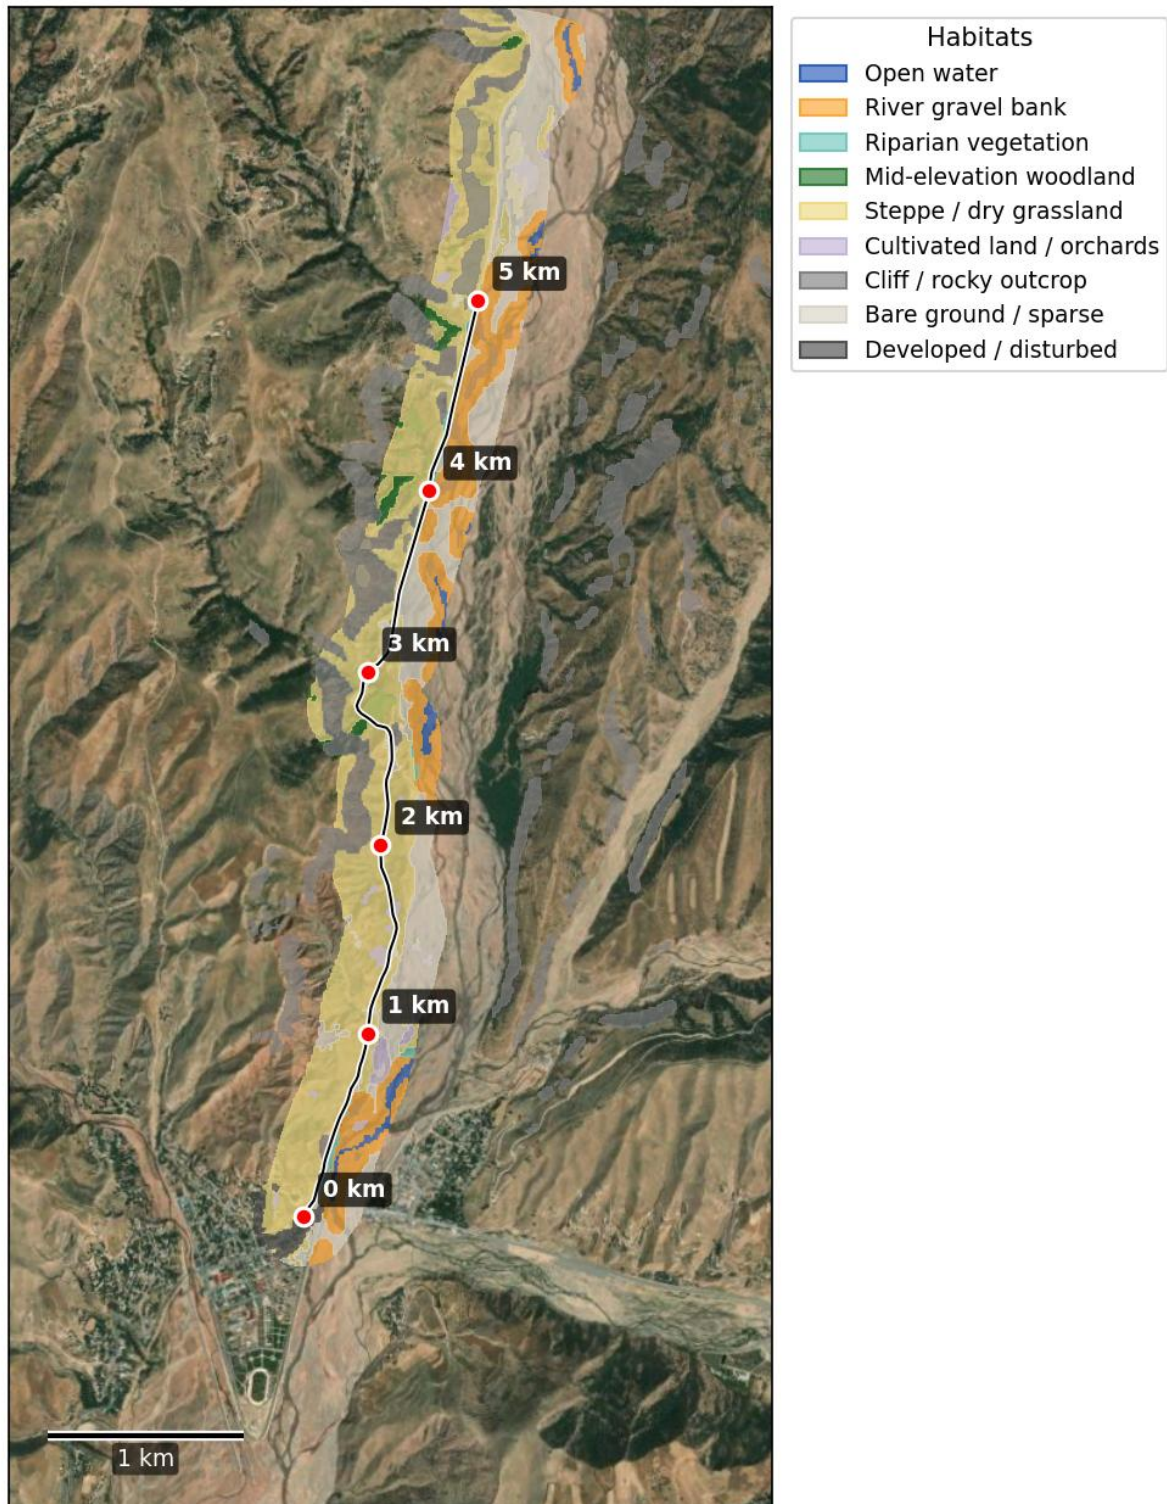 Habitats
Open water
River gravel bank
Riparian vegetation
Mid-elevation woodland
Steppe / dry grassland
Cultivated land / orchards
Cliff / rocky outcrop
Bare ground / sparse
Developed / disturbed
5 km
4 km
3 km
2 km
1 km
0 km
1 km